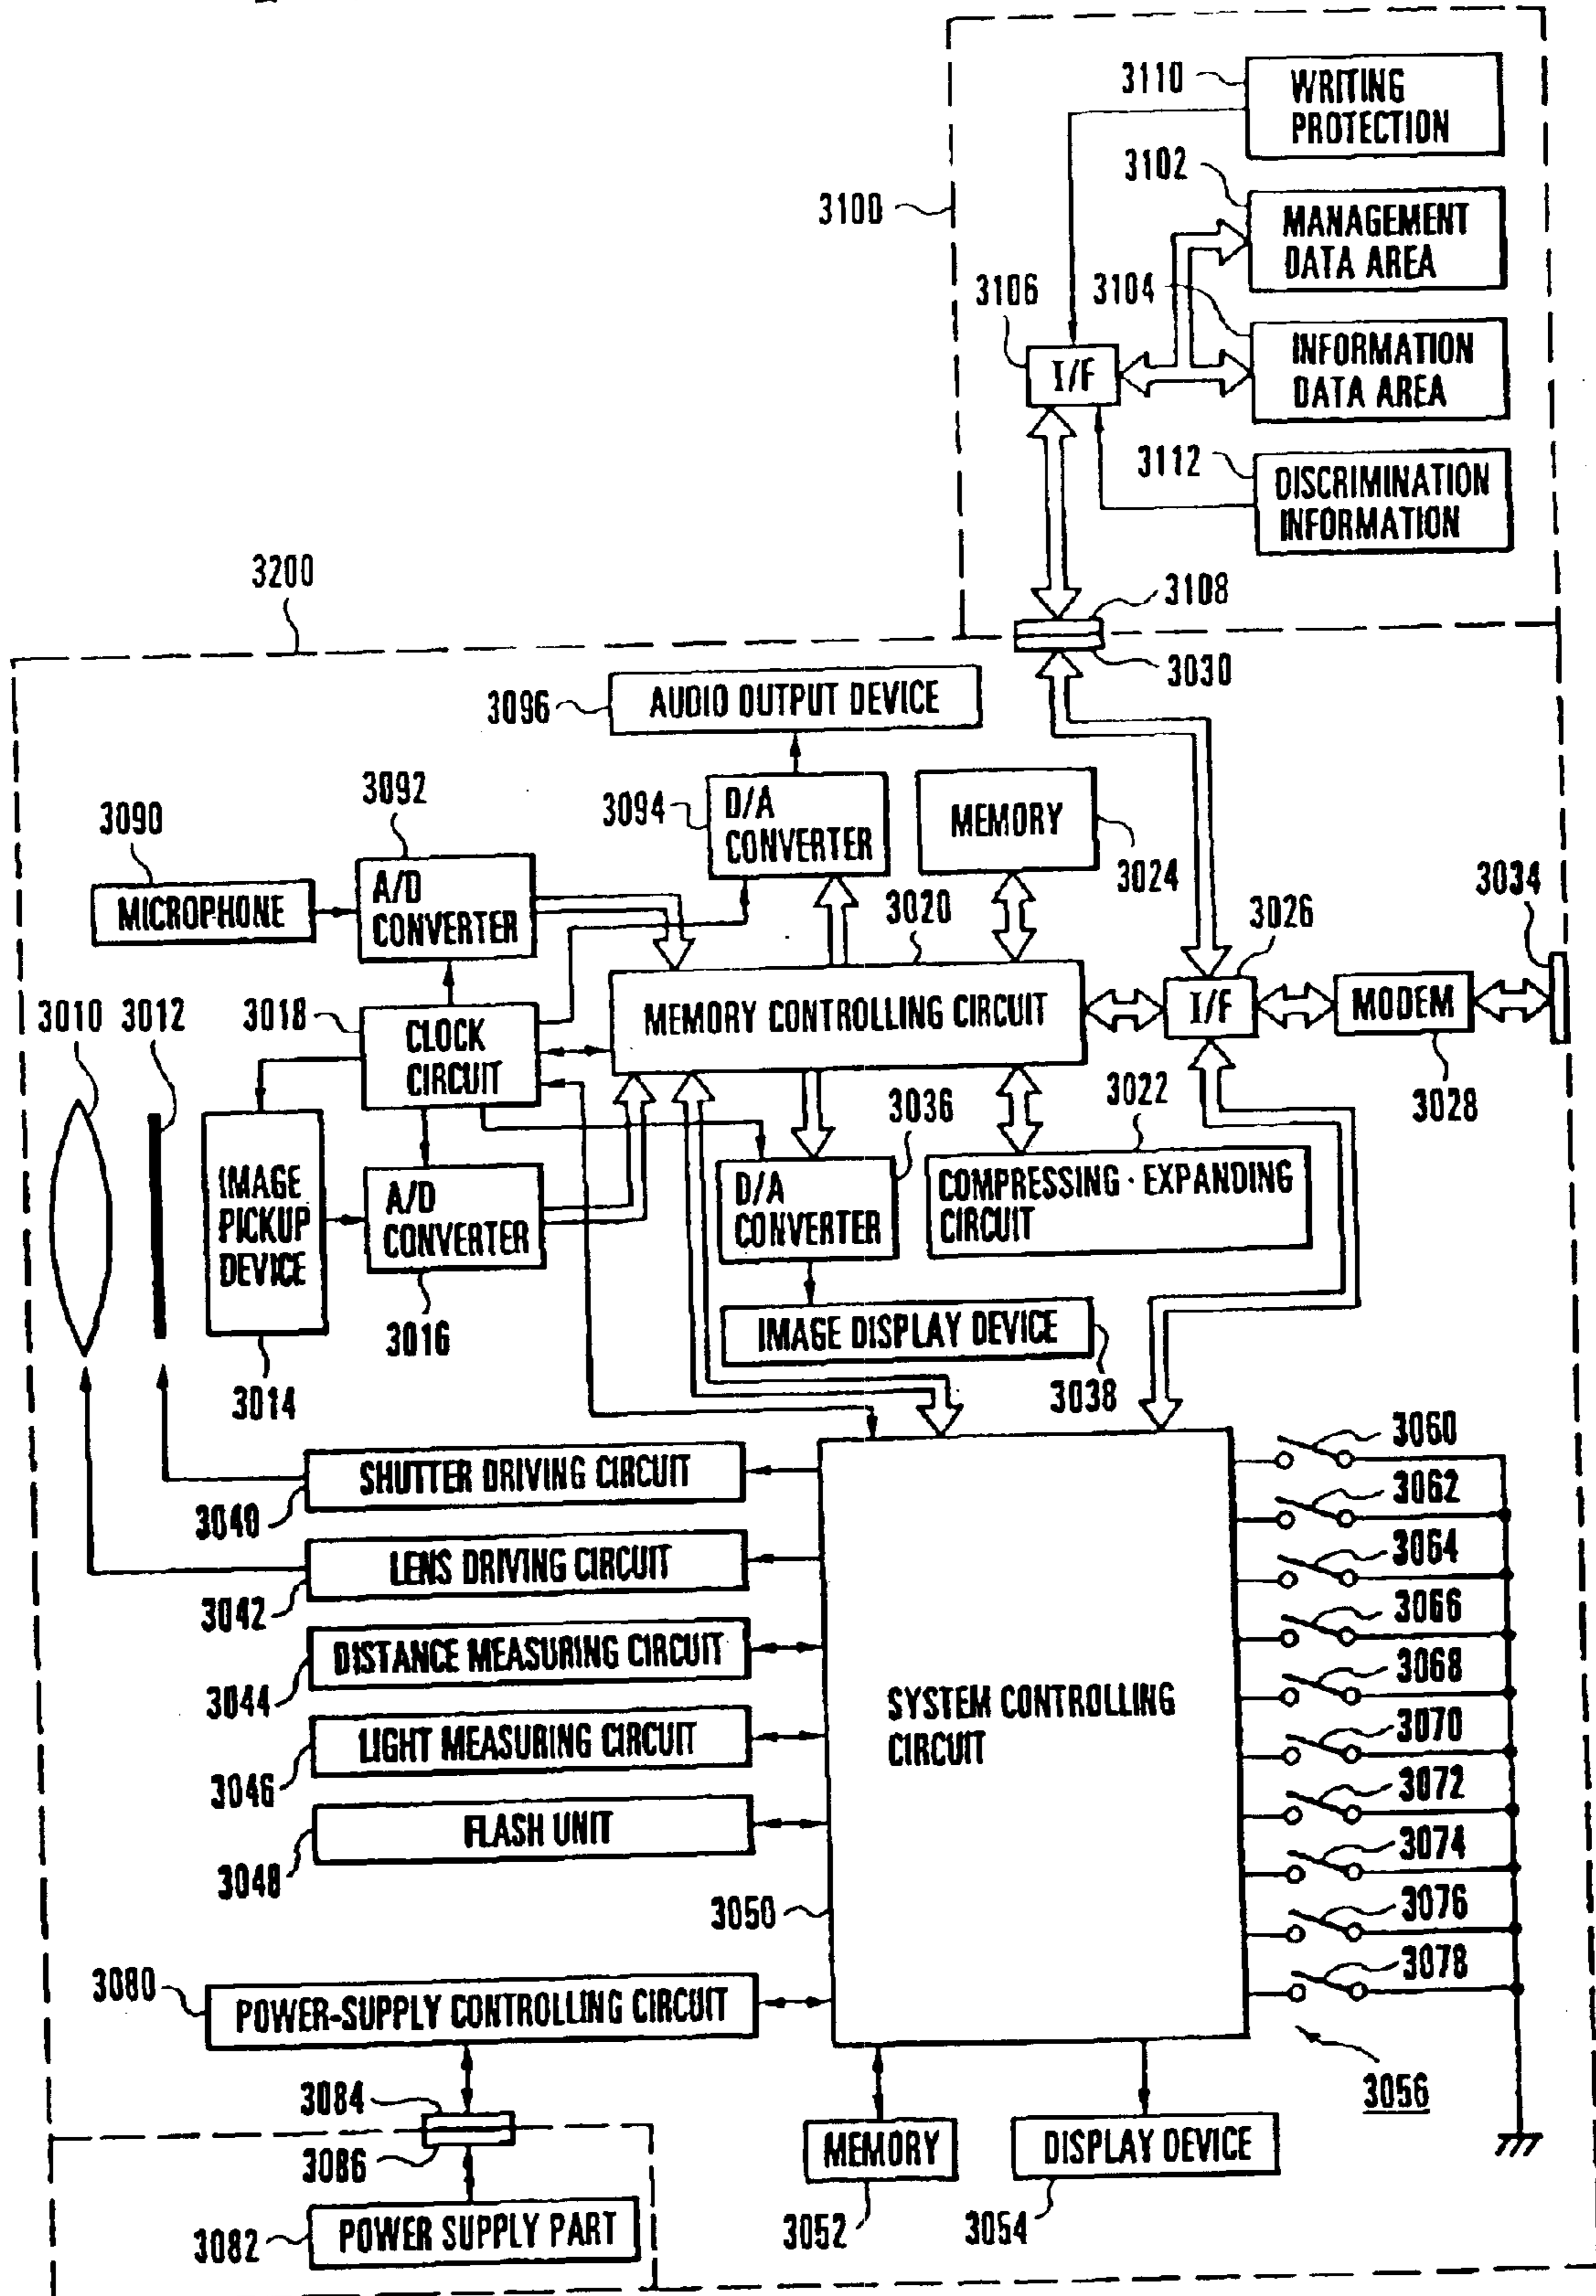 3110
WRITING
PROTECTION
3102
3100
MANAGEMENT
DATA AREA
3106
3104
I/F
INFORMATION
DATA AREA
3112
DISCRIMINATION
INFORMATION
3200
3108
3030
3096
AUDIO OUTPUT DEVICE
3092
3094
D/A
CONVERTER
MEMORY
3024
3090
MICROPHONE
A/D
CONVERTER
3020
3026
3034
3010
3012
3018
CLOCK
CIRCUIT
MEMORY CONTROLLING CIRCUIT
I/F
MODEM
3028
3036
3022
IMAGE
PICKUP
DEVICE
A/D
CONVERTER
D/A
CONVERTER
COMPRESSING · EXPANDING
CIRCUIT
3016
IMAGE DISPLAY DEVICE
3014
3038
SHUTTER DRIVING CIRCUIT
3040
LENS DRIVING CIRCUIT
3042
DISTANCE MEASURING CIRCUIT
3044
LIGHT MEASURING CIRCUIT
3046
FLASH UNIT
3048
SYSTEM CONTROLLING
CIRCUIT
3050
3060
3062
3064
3066
3068
3070
3072
3074
3076
3078
3056
3080
POWER-SUPPLY CONTROLLING CIRCUIT
3084
3086
3082
POWER SUPPLY PART
MEMORY
3052
DISPLAY DEVICE
3054